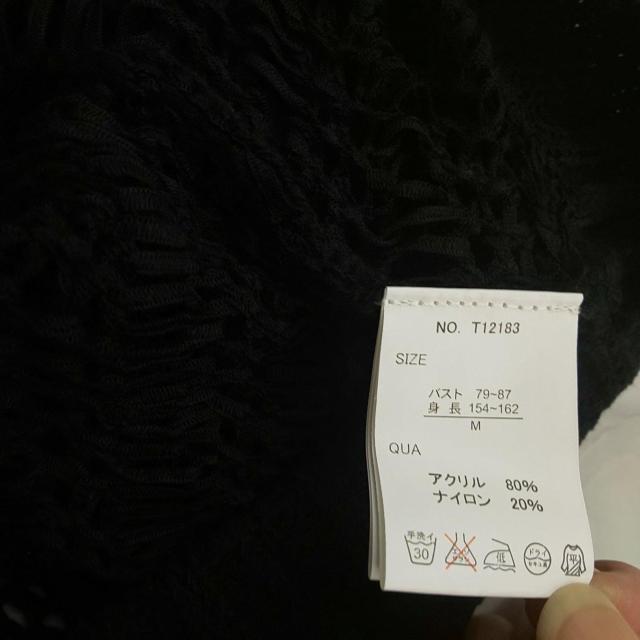 NO. T12183
SIZE
バスト 79~87
身長 154~162
M
QUA
アクリル 80%
ナイロン 20%
手洗イ 30 低 ドライ